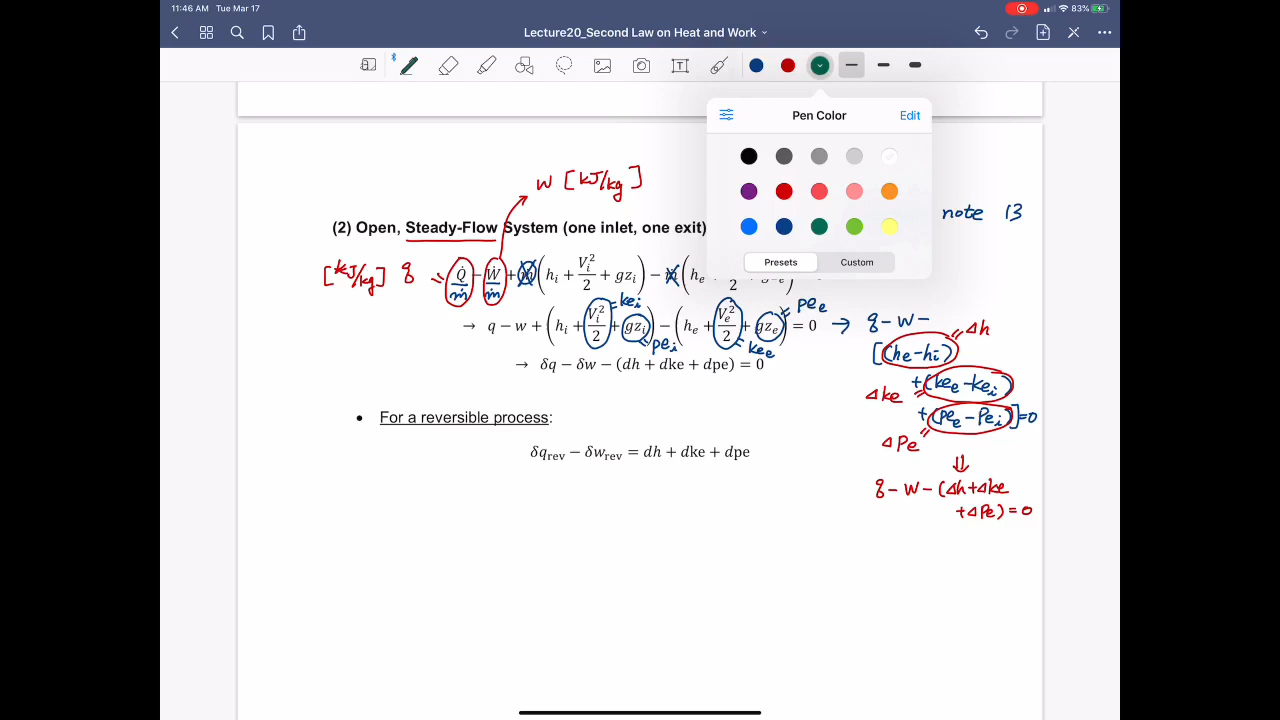 11:46 AM Tue Mar 17
83%
Lecture20_Second Law on Heat and Work
T
Pen Color
Edit
Presets
Custom
w [kJ/kg]
(2) Open, Steady-Flow System (one inlet, one exit)
note 13
[kJ/kg] q = Q̇/ṁ − Ẇ/ṁ + ṁ(hᵢ + Vᵢ²/2 + gzᵢ) − ṁ(hₑ +
= keᵢ
= peₑ
→ q − w + (hᵢ + Vᵢ²/2 + gzᵢ) − (hₑ + Vₑ²/2 + gzₑ) = 0 → q − w −
= peᵢ
= keₑ
[(he − hi) = Δh
→ δq − δw − (dh + dke + dpe) = 0
+ (keₑ − keᵢ)
Δke =
+ (peₑ − peᵢ)] = 0
ΔPe =
• For a reversible process:
δqrev − δwrev = dh + dke + dpe
⇓
q − w − (Δh + Δke
+ ΔPe) = 0